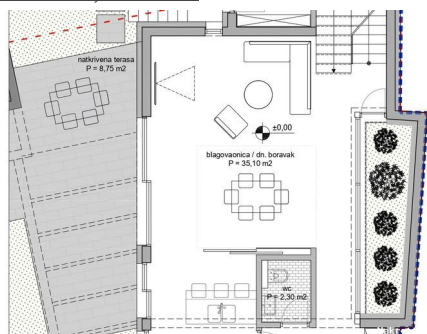 natkrivena terasa
P = 8,75 m2
±0,00
blagovaonica / dn. boravak
P = 35,10 m2
wc
P = 2,30 m2